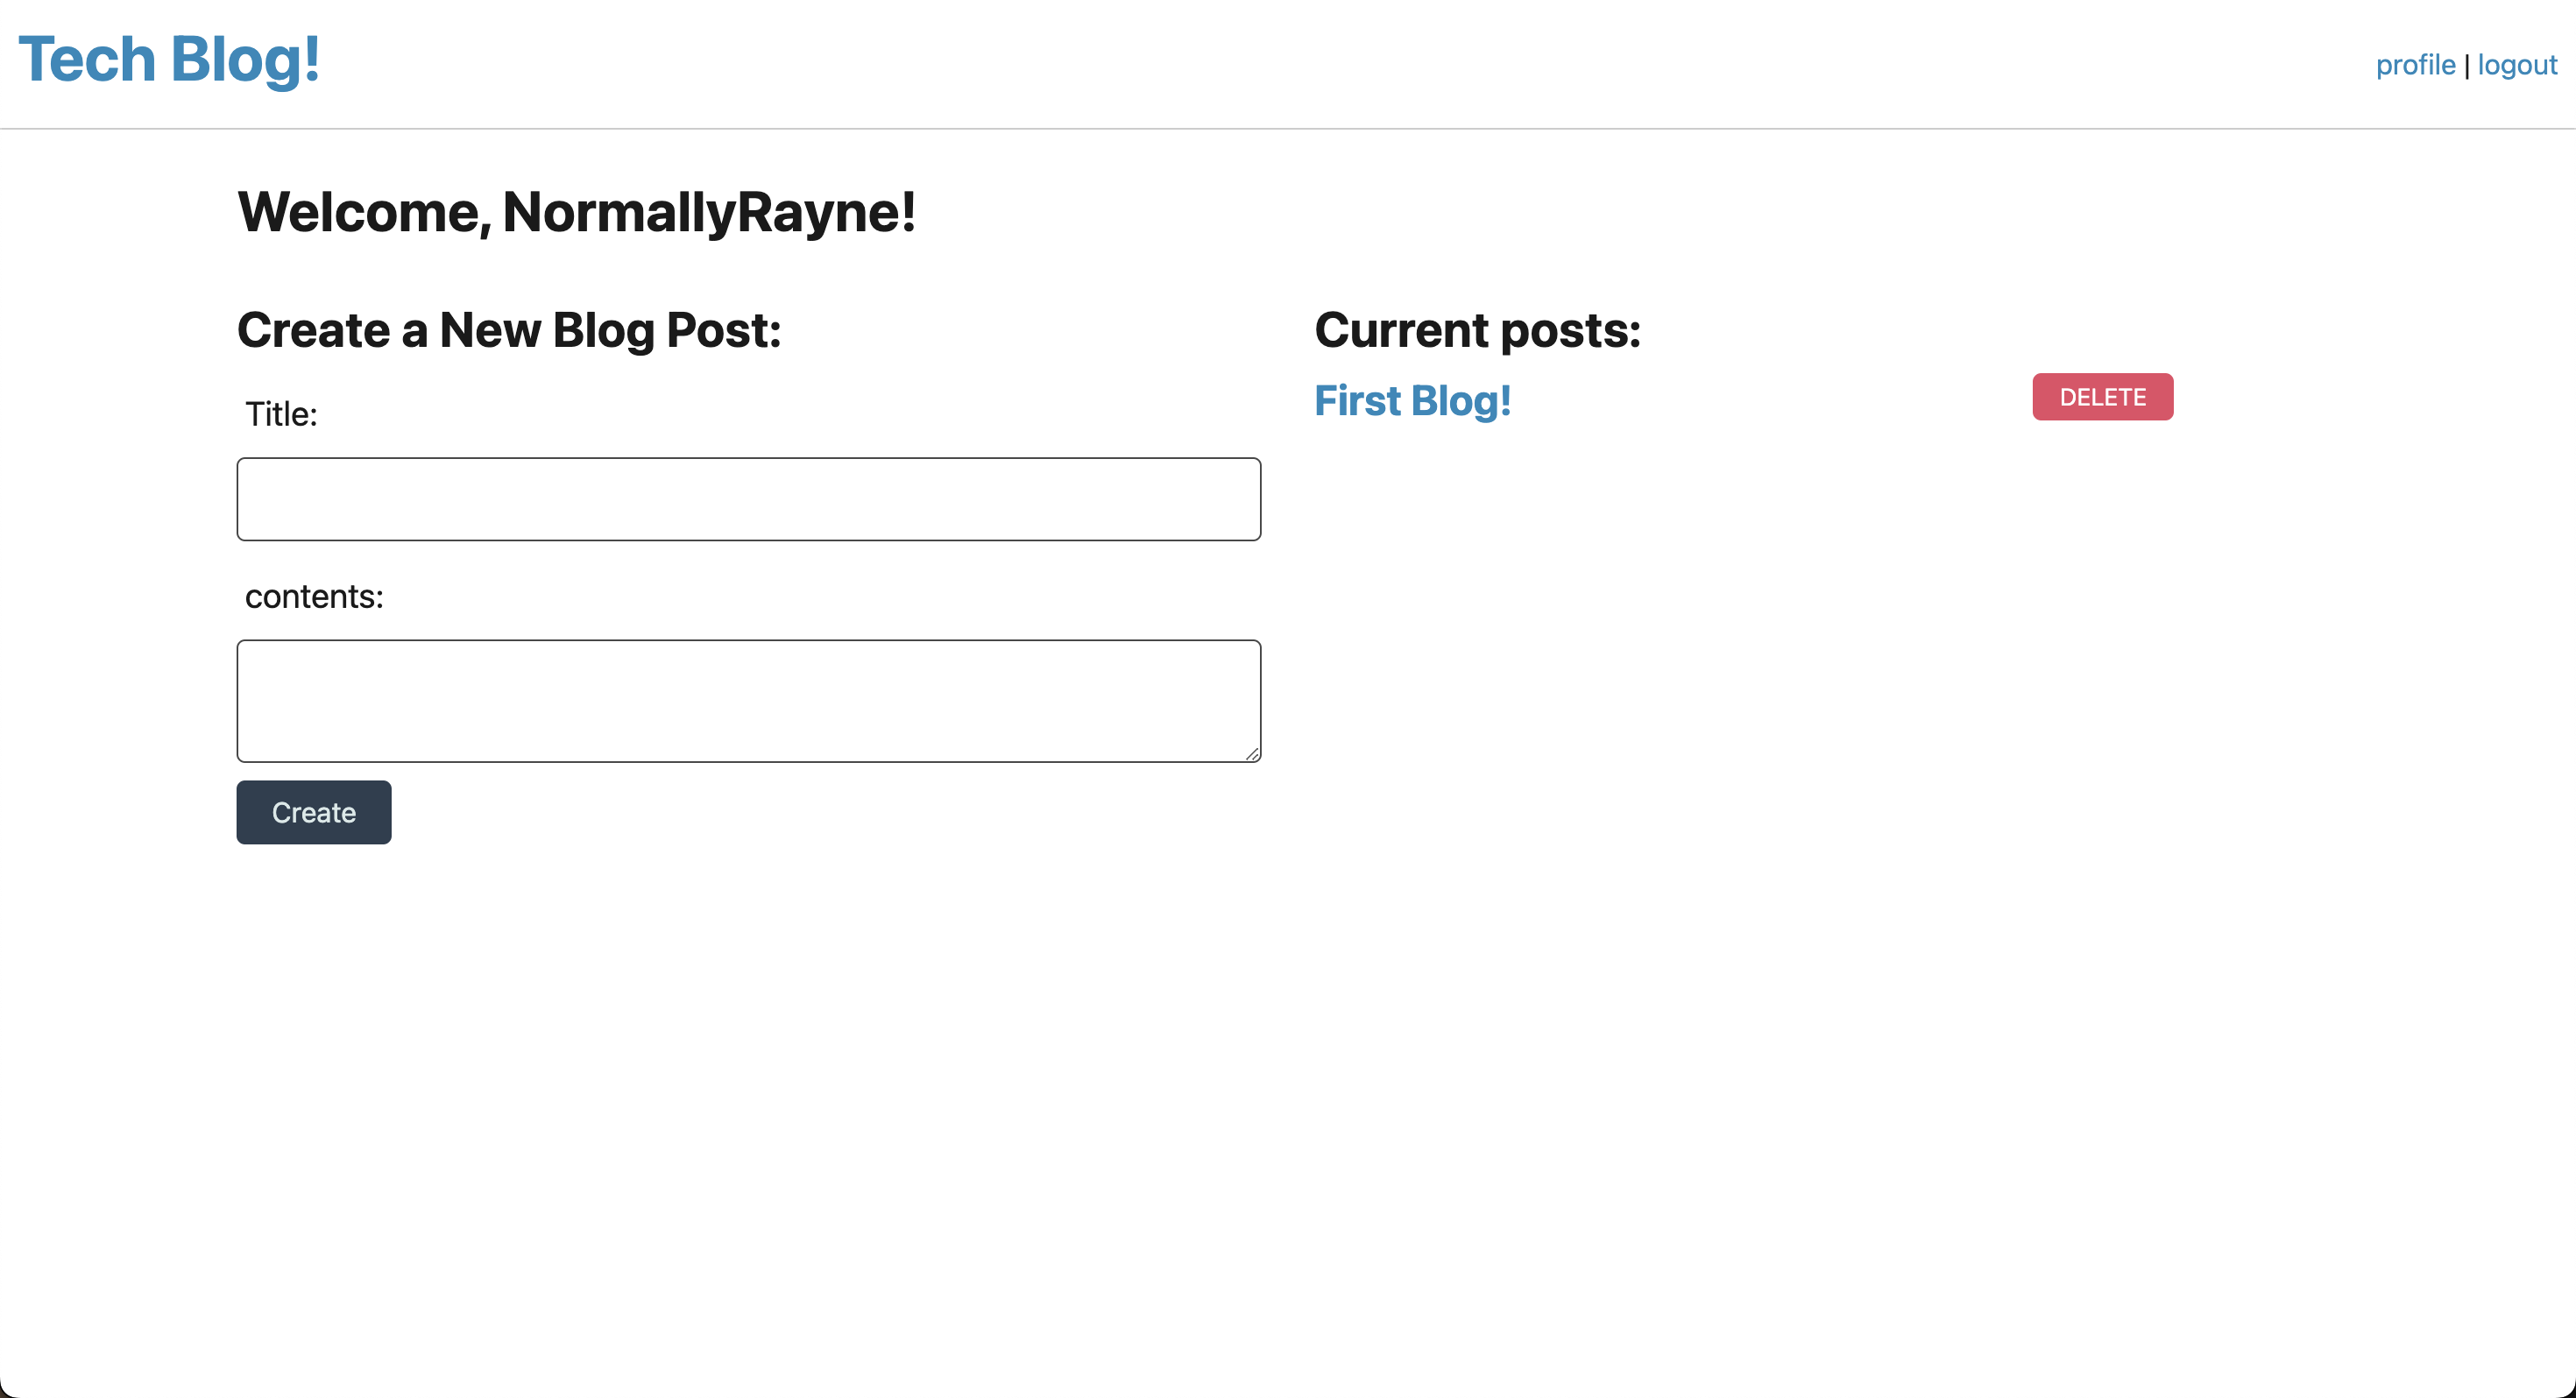 Tech Blog!
profile | logout
Welcome, NormallyRayne!
Create a New Blog Post:
Title:
contents:
Create
Current posts:
First Blog!
DELETE